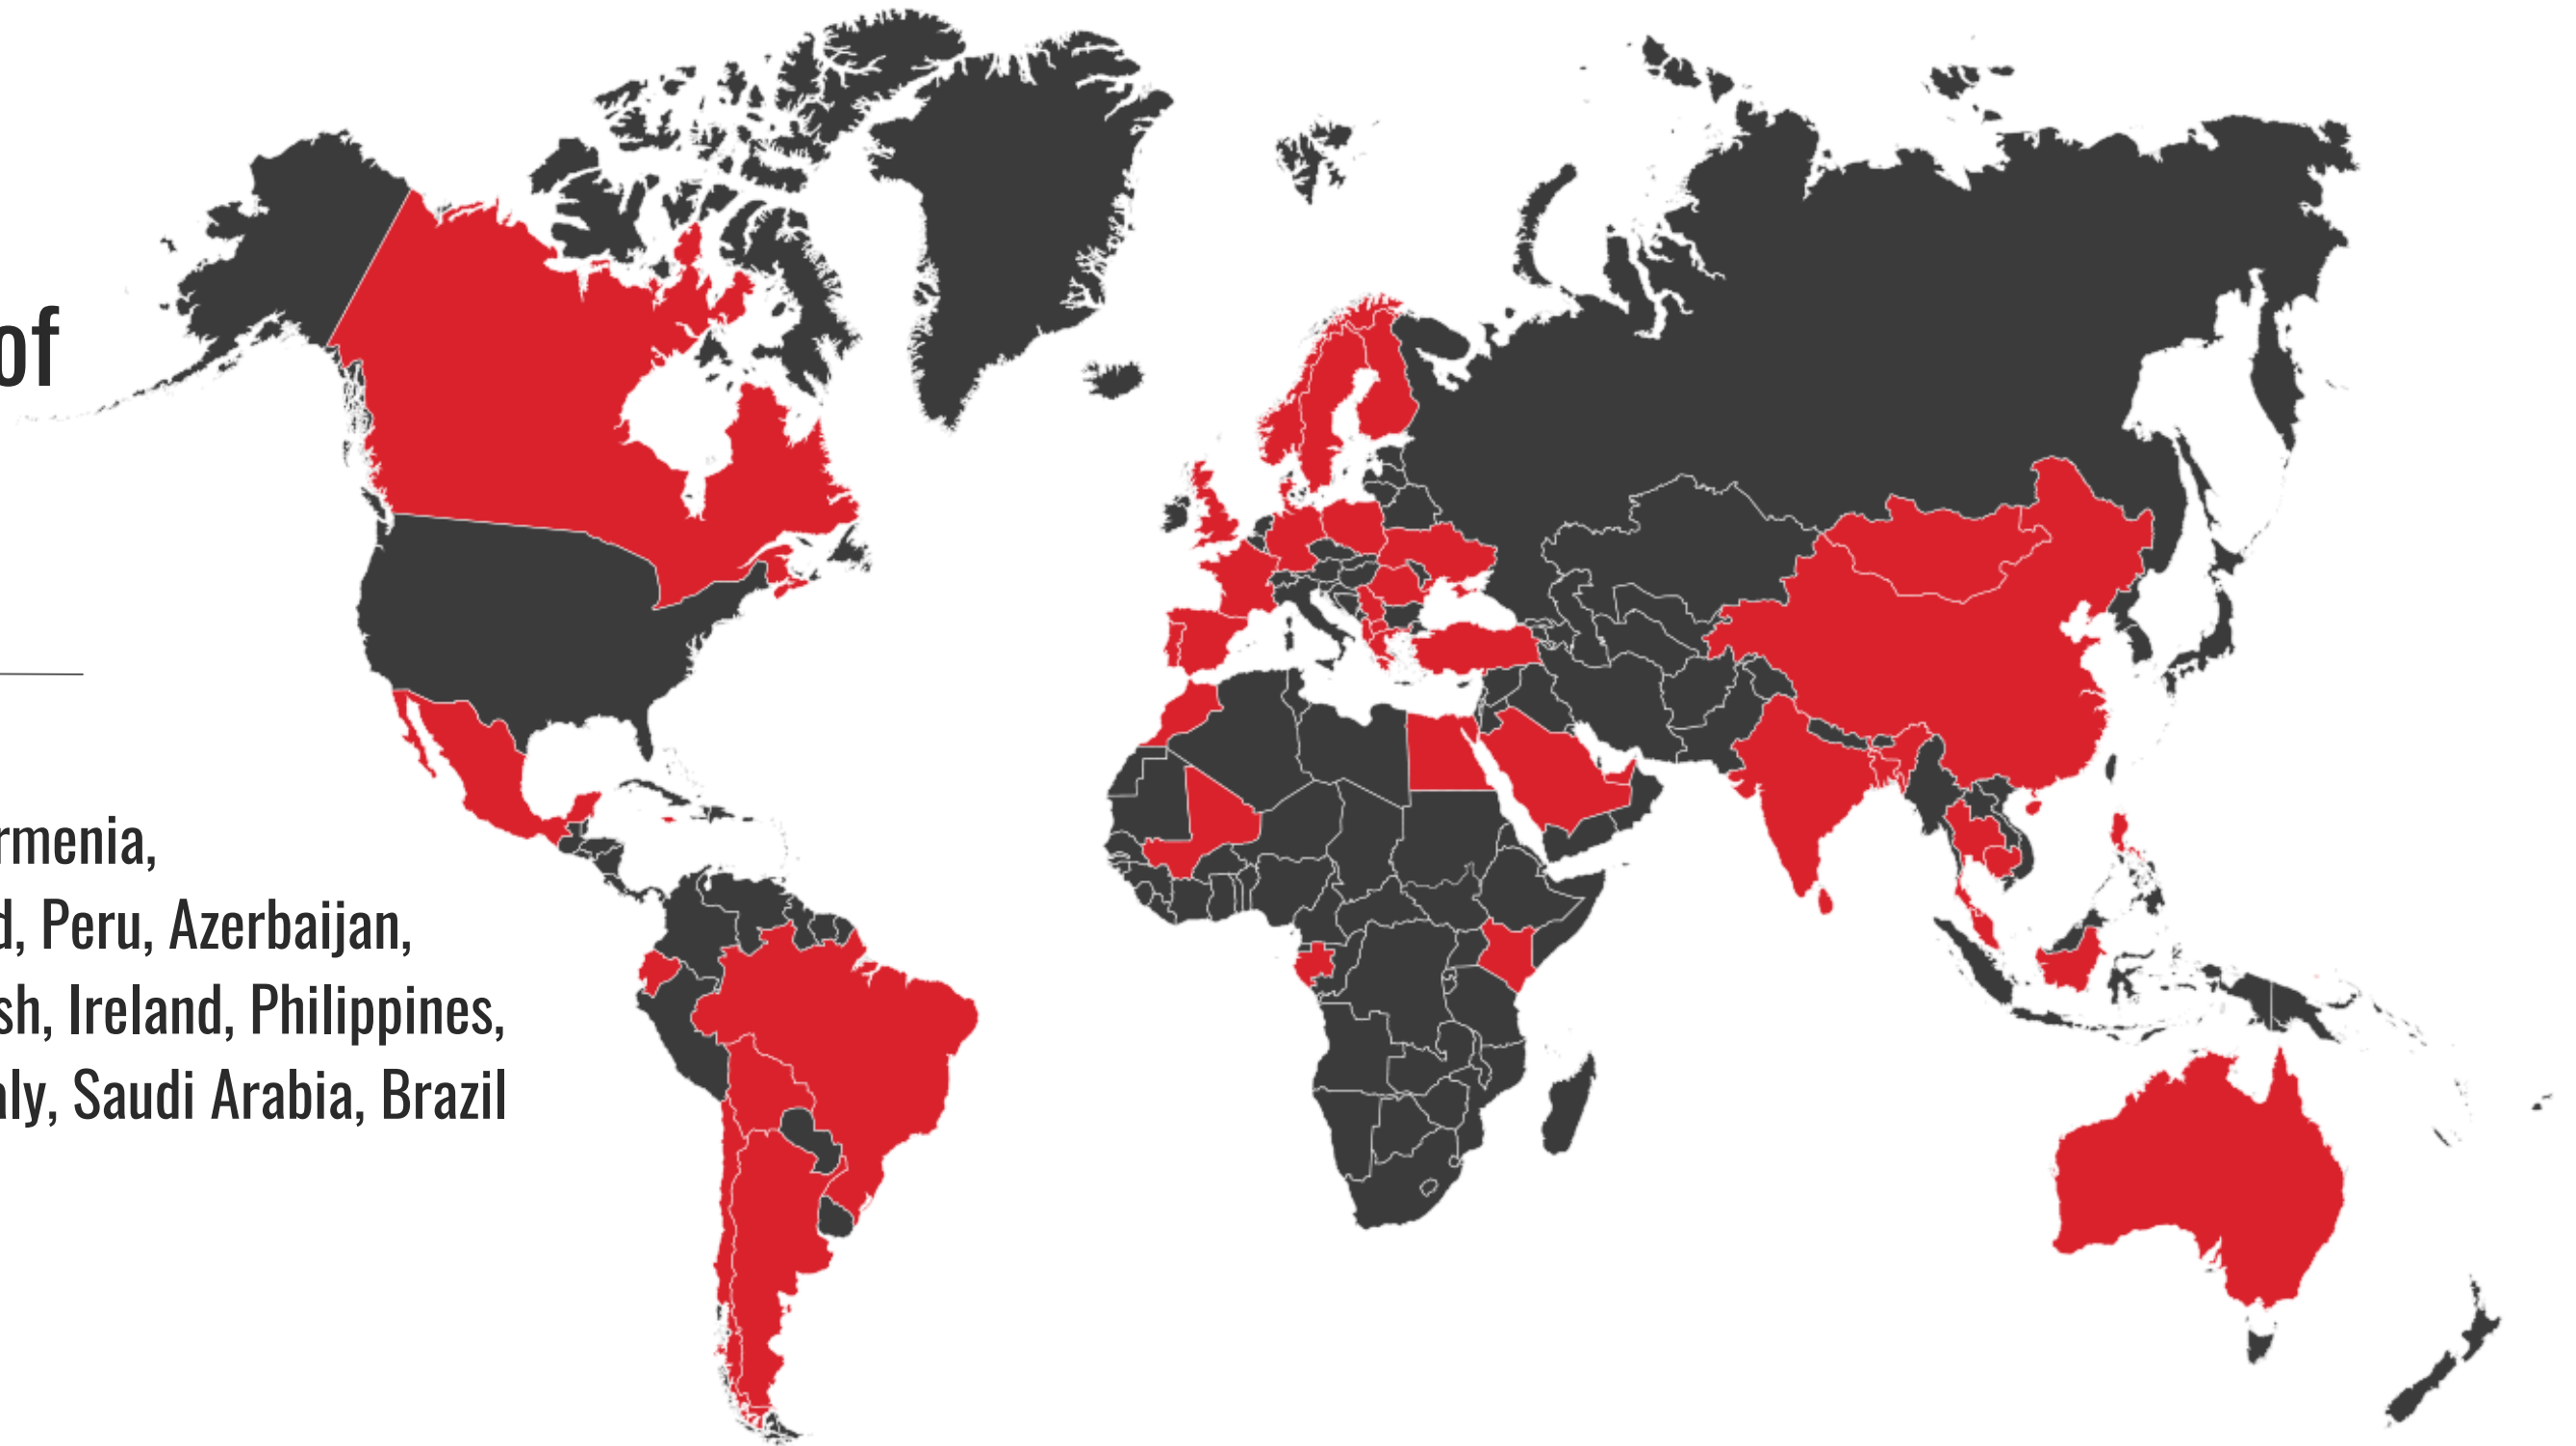 of
rmenia,
d, Peru, Azerbaijan,
sh, Ireland, Philippines,
aly, Saudi Arabia, Brazil